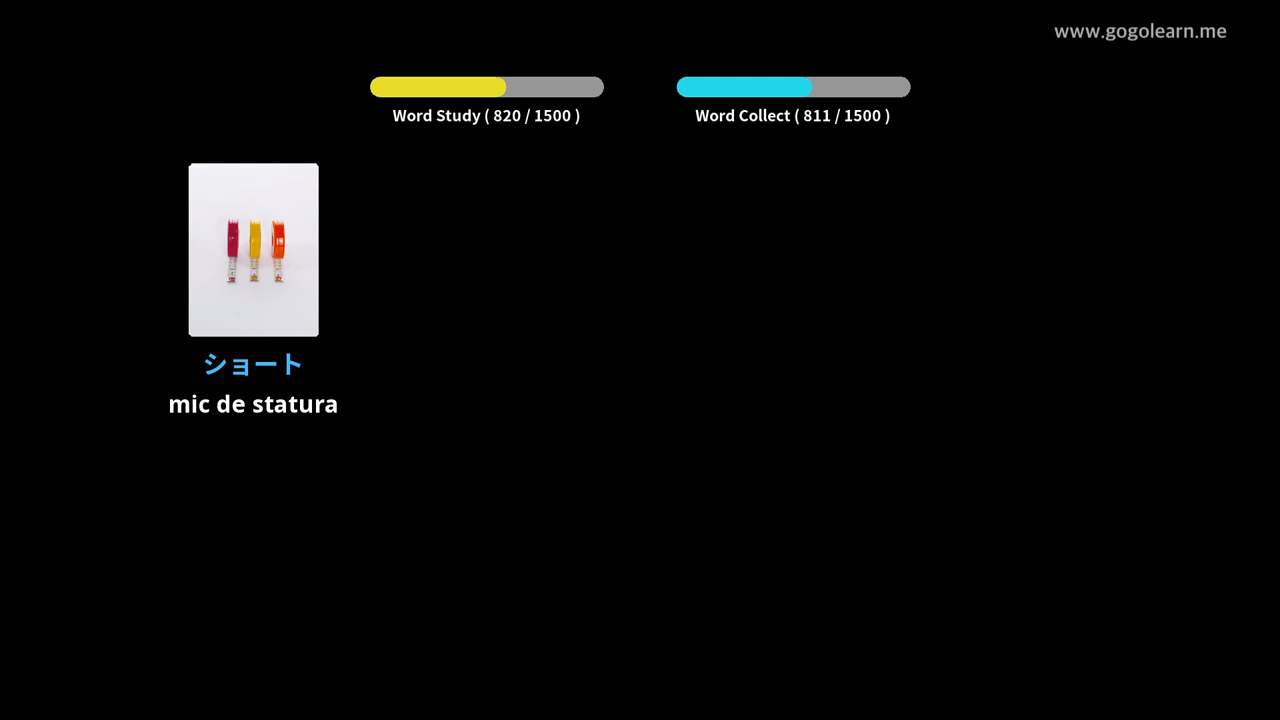 www.gogolearn.me
Word Study ( 820 / 1500 )
Word Collect ( 811 / 1500 )
ショート
mic de statura